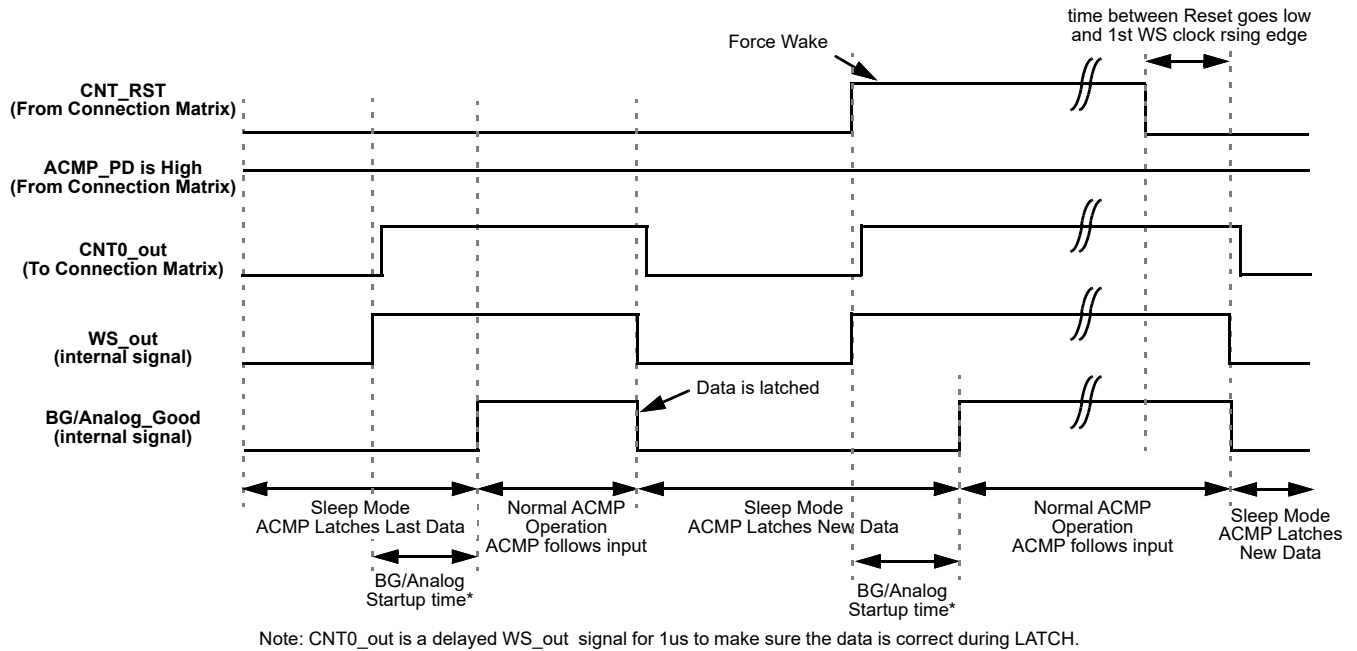 time between Reset goes low
and 1st WS clock rsing edge
Force Wake
CNT_RST
(From Connection Matrix)
ACMP_PD is High
(From Connection Matrix)
CNT0_out
(To Connection Matrix)
WS_out
(internal signal)
Data is latched
BG/Analog_Good
(internal signal)
Sleep Mode
ACMP Latches Last Data
Normal ACMP
Operation
ACMP follows input
Sleep Mode
ACMP Latches New Data
Normal ACMP
Operation
ACMP follows input
Sleep Mode
ACMP Latches
New Data
BG/Analog
Startup time*
BG/Analog
Startup time*
Note: CNT0_out is a delayed WS_out signal for 1us to make sure the data is correct during LATCH.